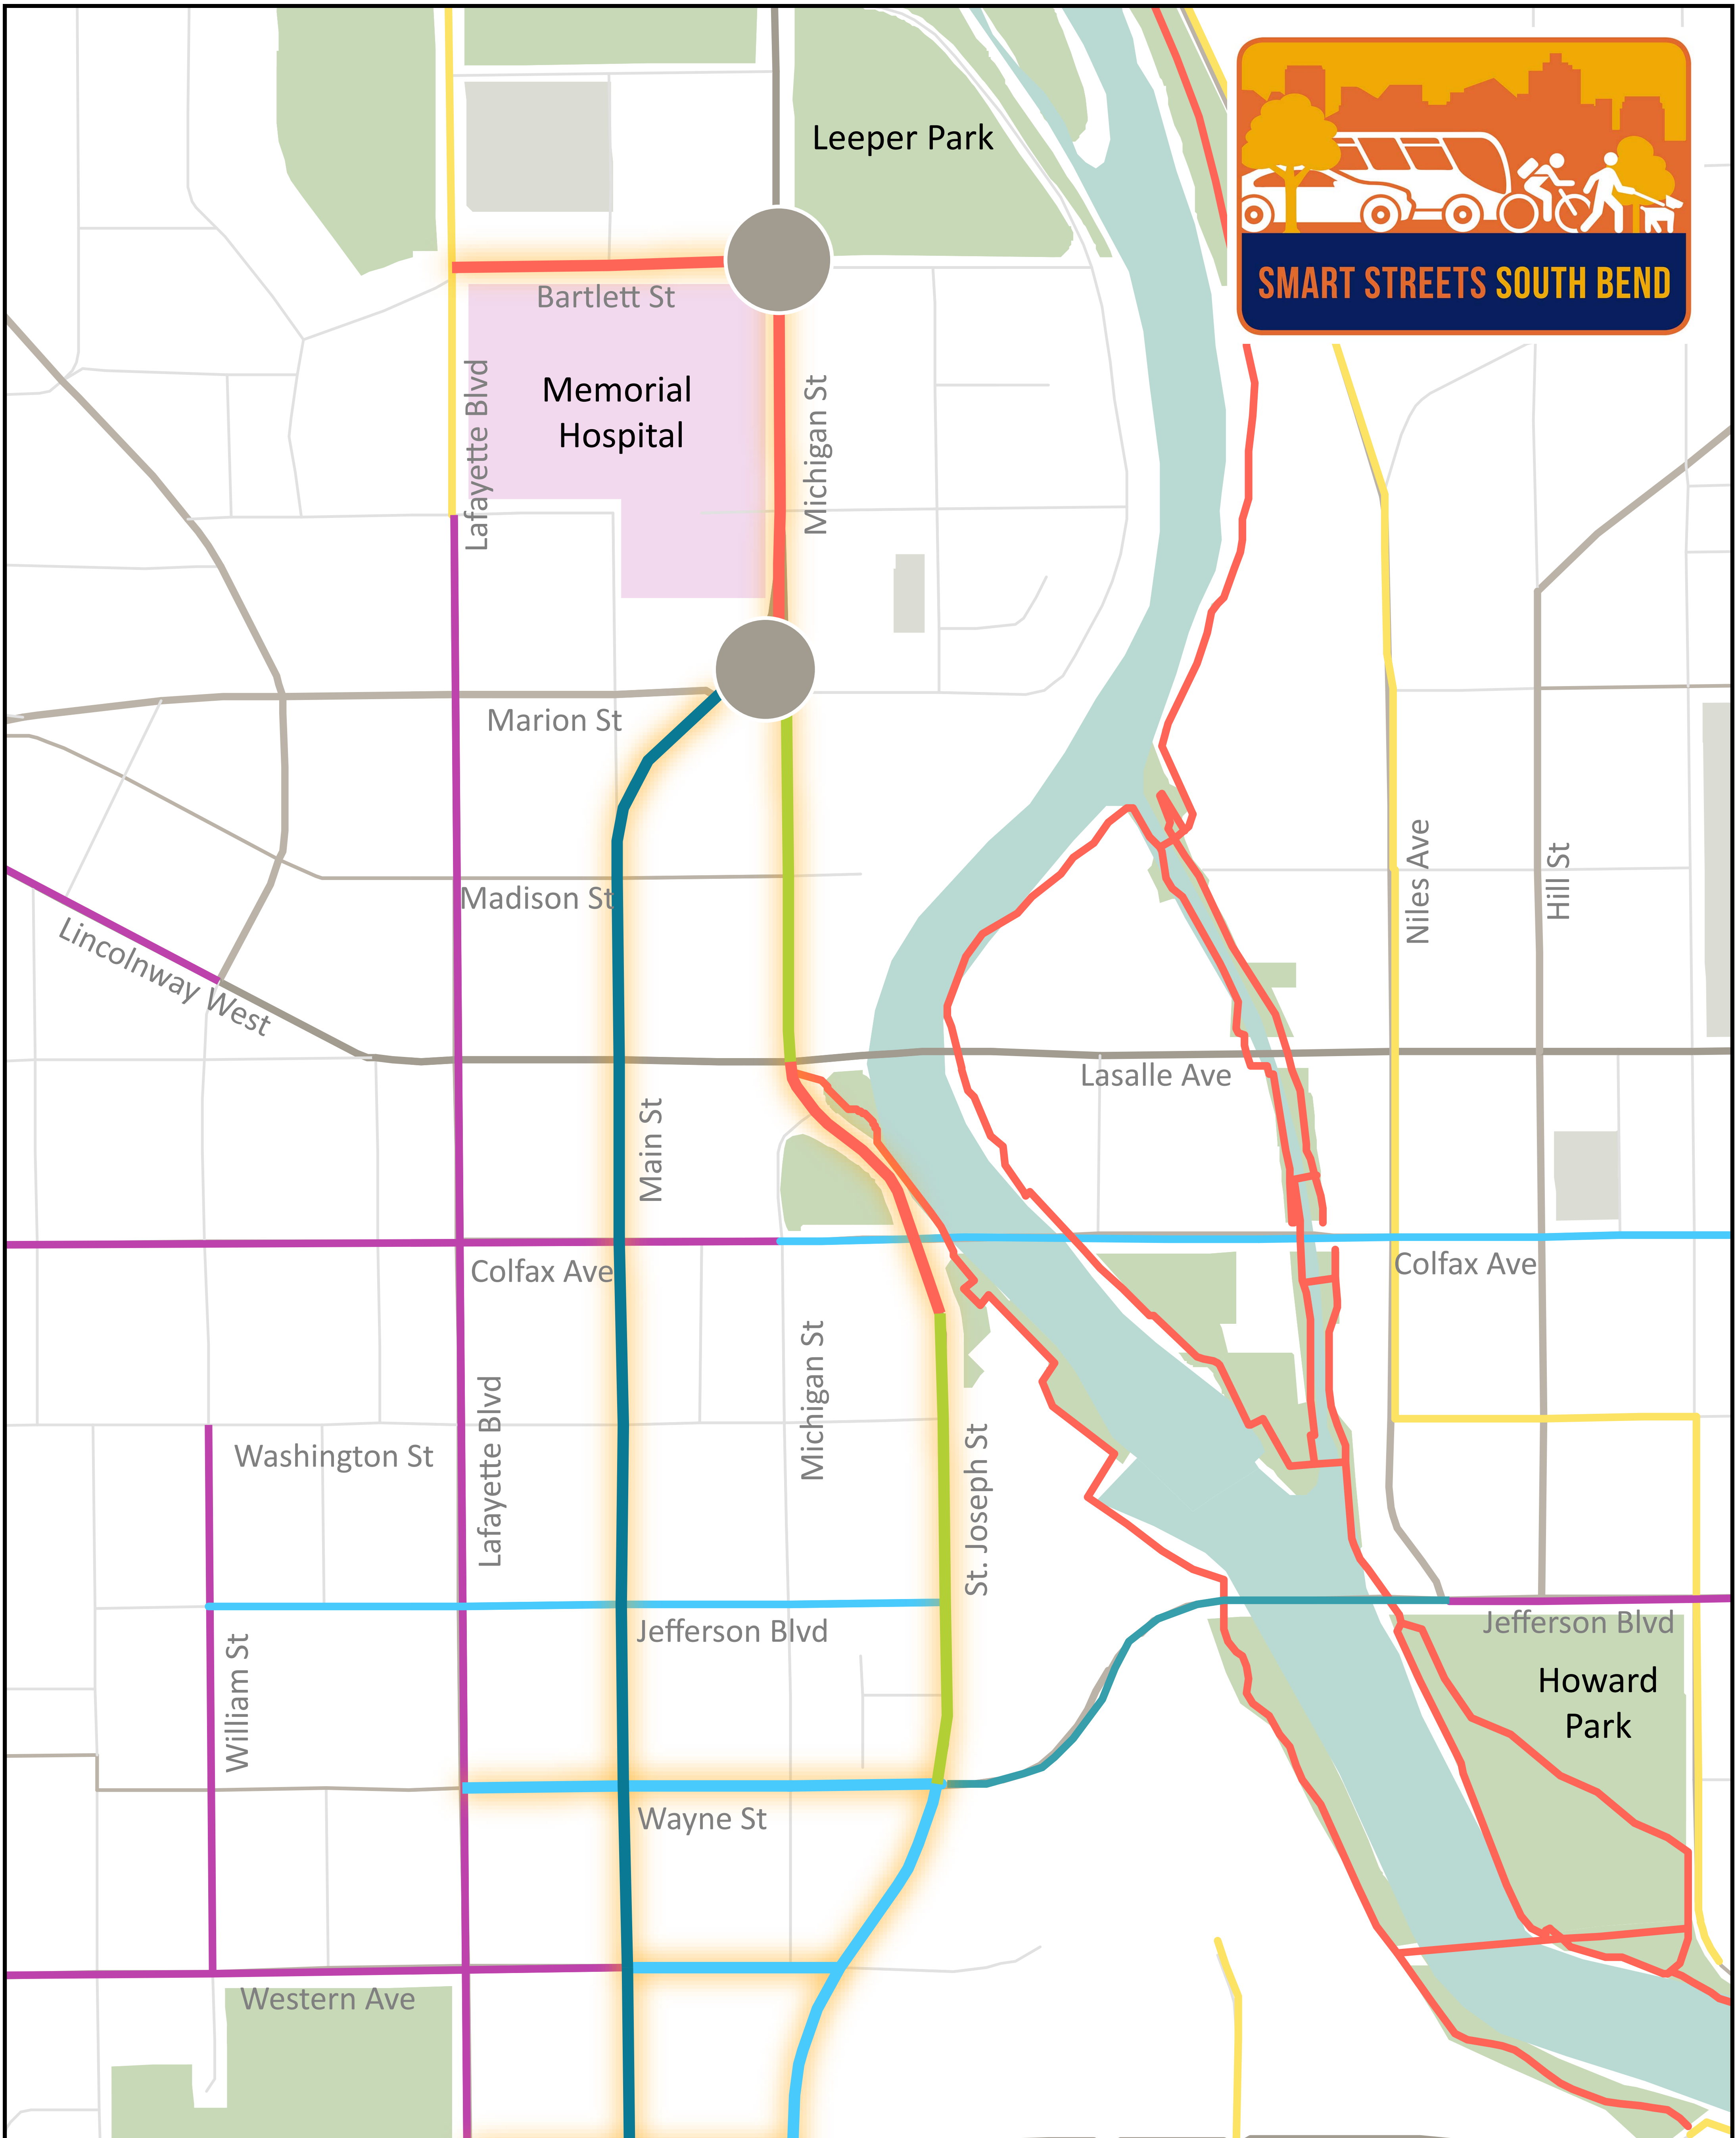 Leeper Park
SMART STREETS SOUTH BEND
Bartlett St
Memorial
Hospital
Lafayette Blvd
Michigan St
Marion St
Madison St
Niles Ave
Hill St
Lincolnway West
Lasalle Ave
Main St
Colfax Ave
Colfax Ave
Michigan St
Lafayette Blvd
Washington St
St. Joseph St
Jefferson Blvd
Jefferson Blvd
William St
Howard
Park
Wayne St
Western Ave